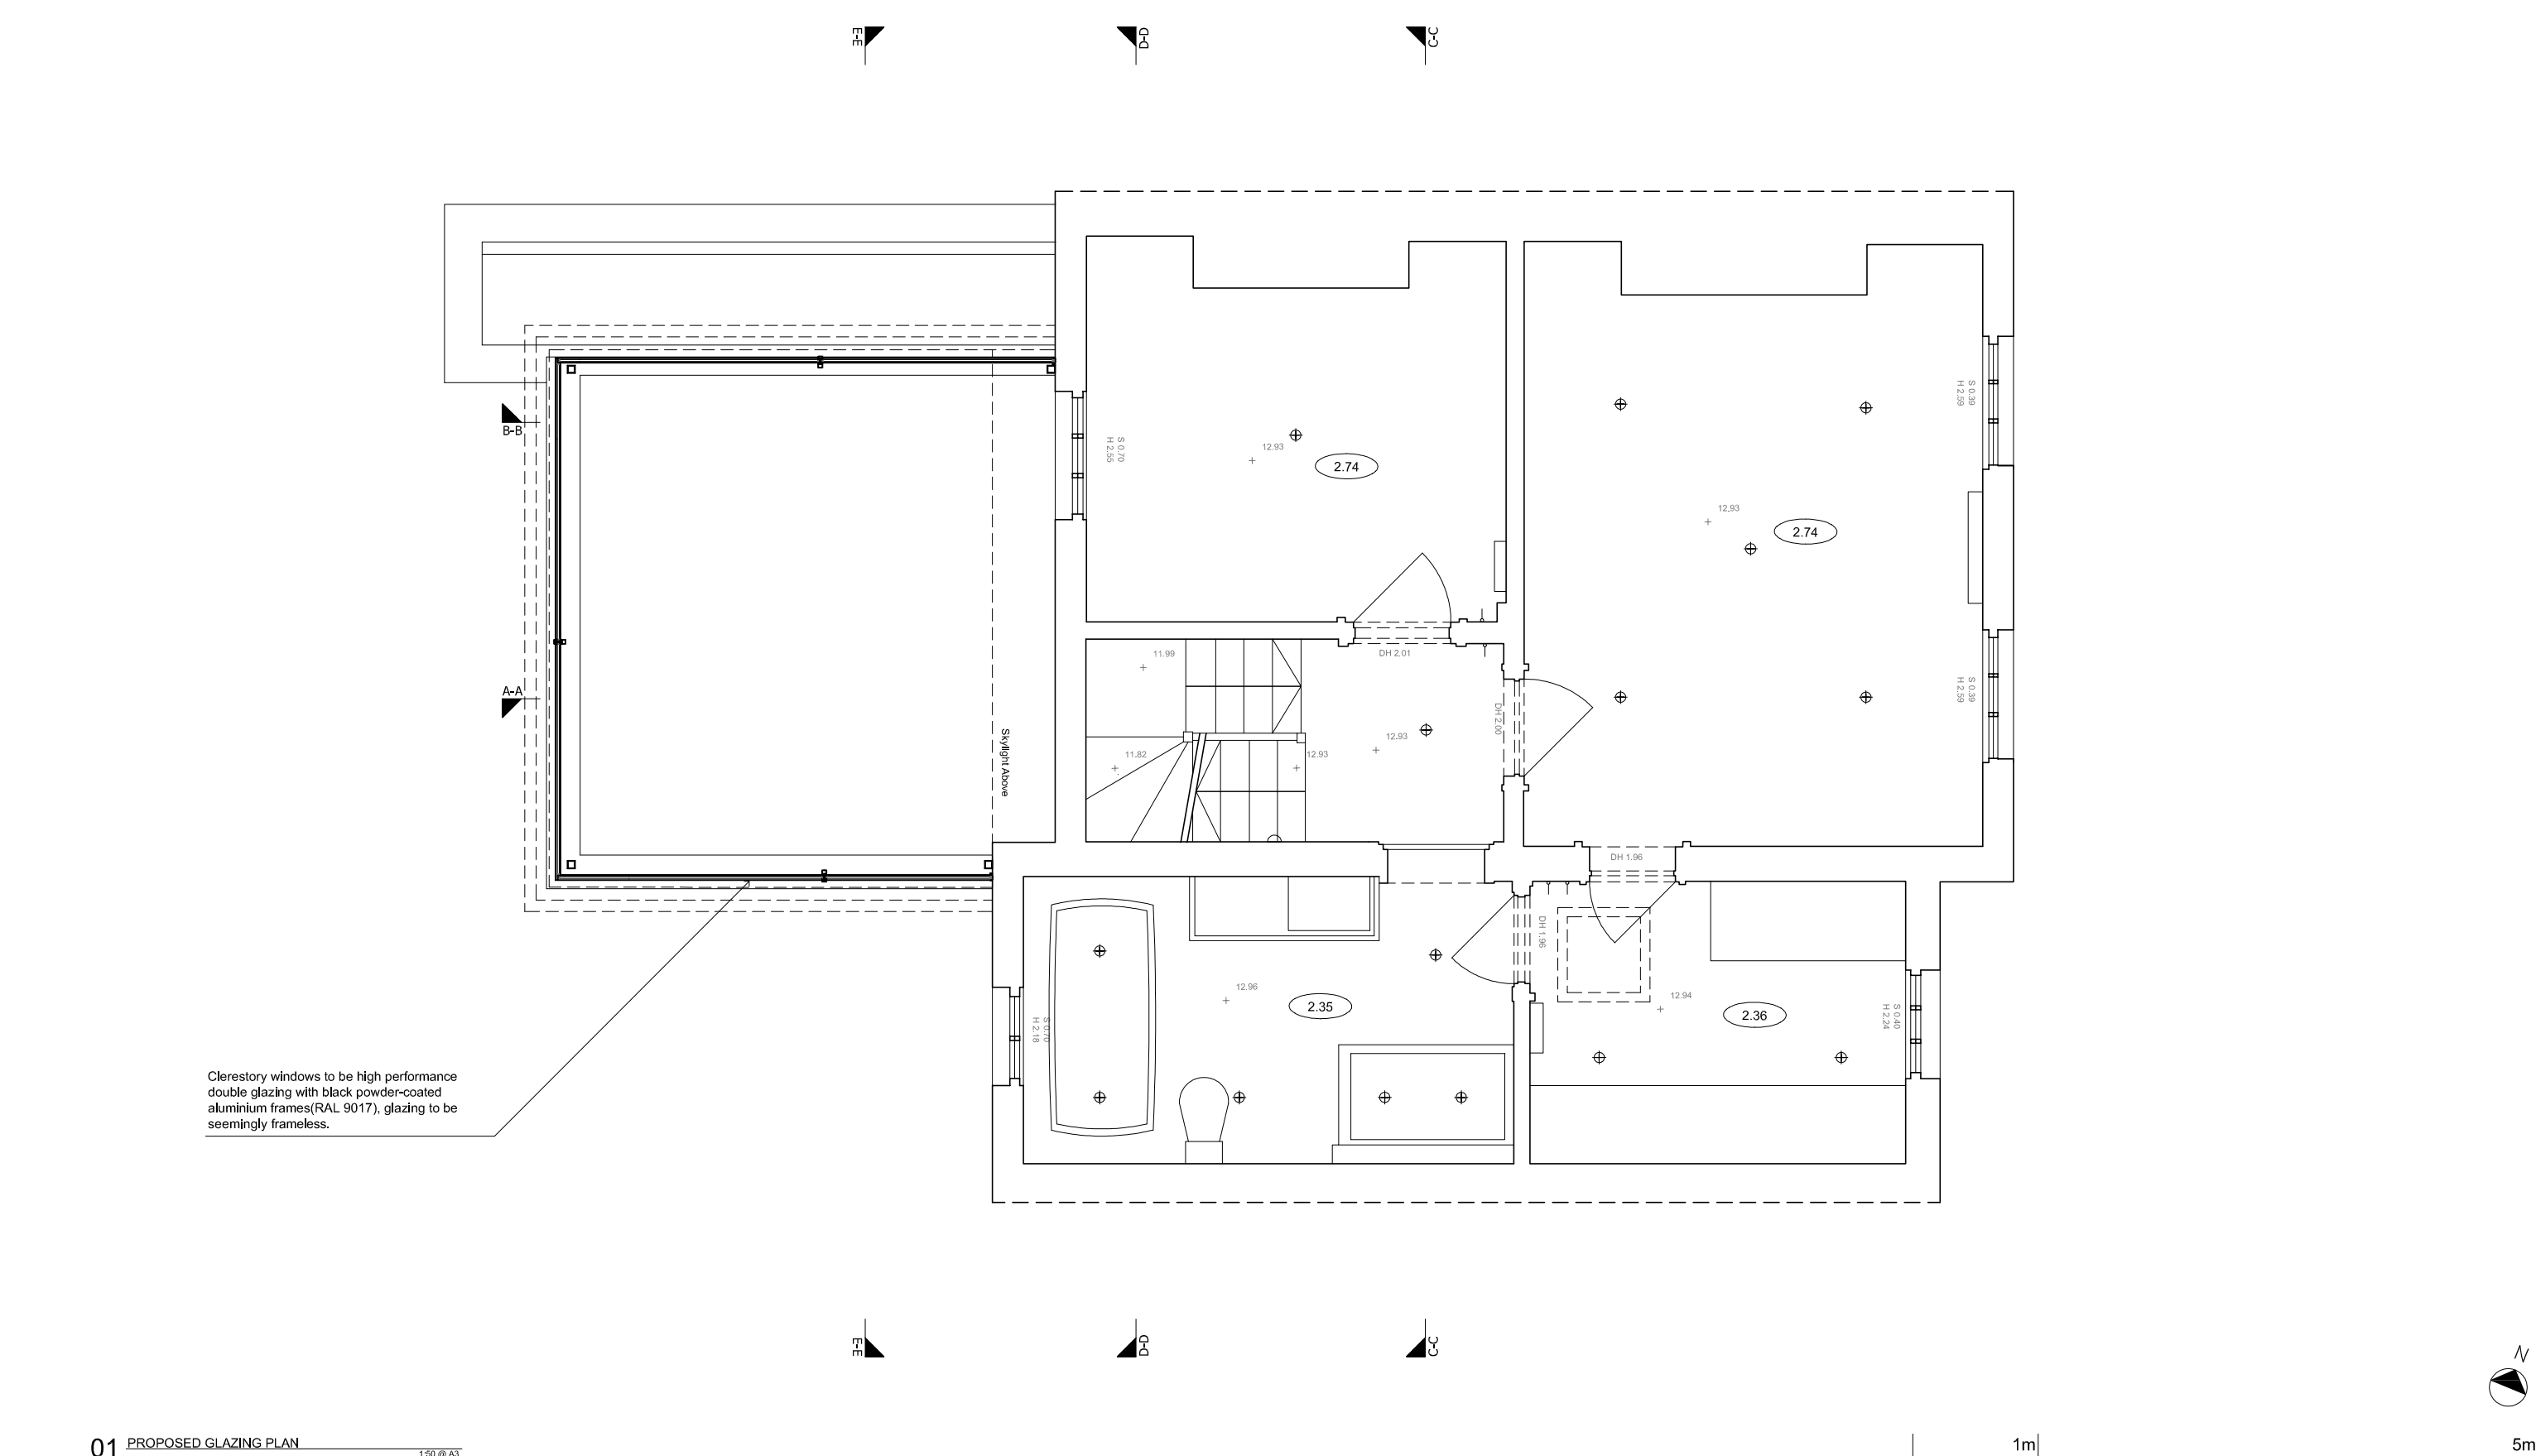 E-E
D-D
C-C
B-B
S 0.70
H 2.55
12.93
2.74
S 0.39
H 2.59
12.93
2.74
A-A
11.99
DH 2.01
S 0.39
H 2.59
DH 2.00
Skylight Above
11.82
12.93
12.93
DH 1.96
DH 1.96
12.96
2.35
S 0.70
H 2.18
12.94
2.36
S 0.40
H 2.24
Clerestory windows to be high performance
double glazing with black powder-coated
aluminium frames(RAL 9017), glazing to be
seemingly frameless.
E-E
D-D
C-C
N
01 PROPOSED GLAZING PLAN
1:50 @ A3
1m
5m